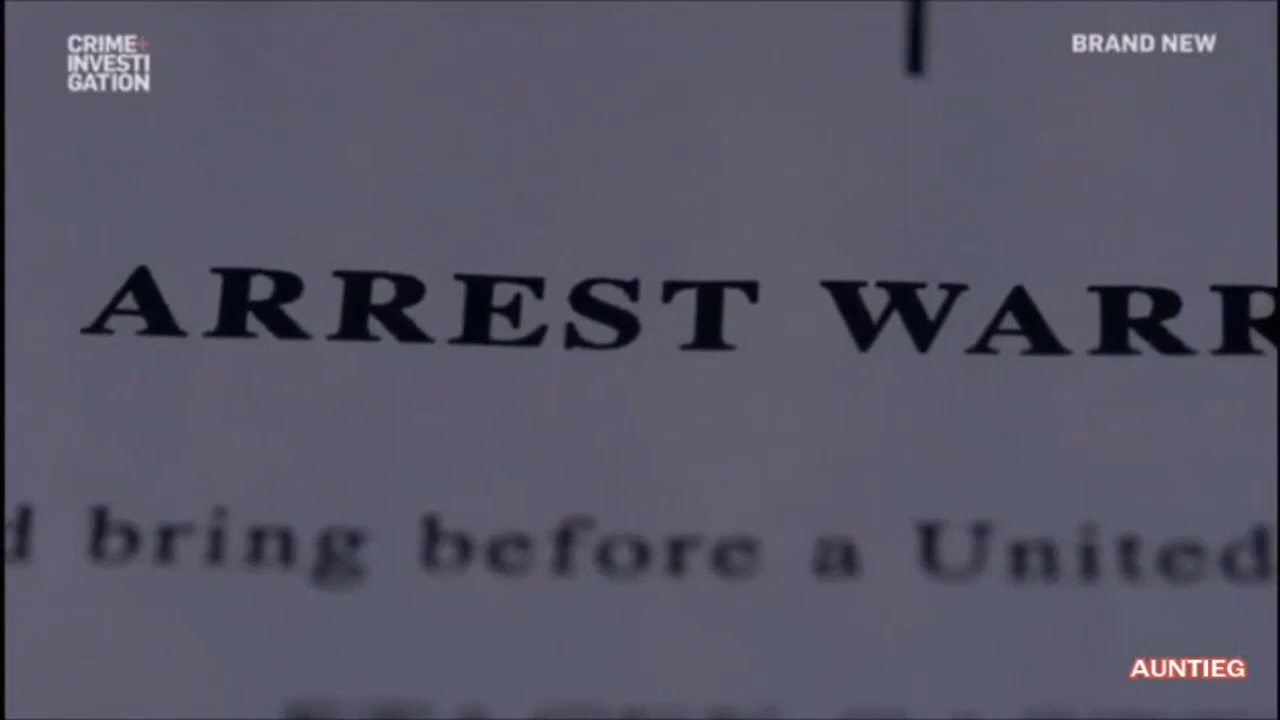 CRIME+
INVESTI
GATION
BRAND NEW
ARREST WARR
d bring before a United
AUNTIEG